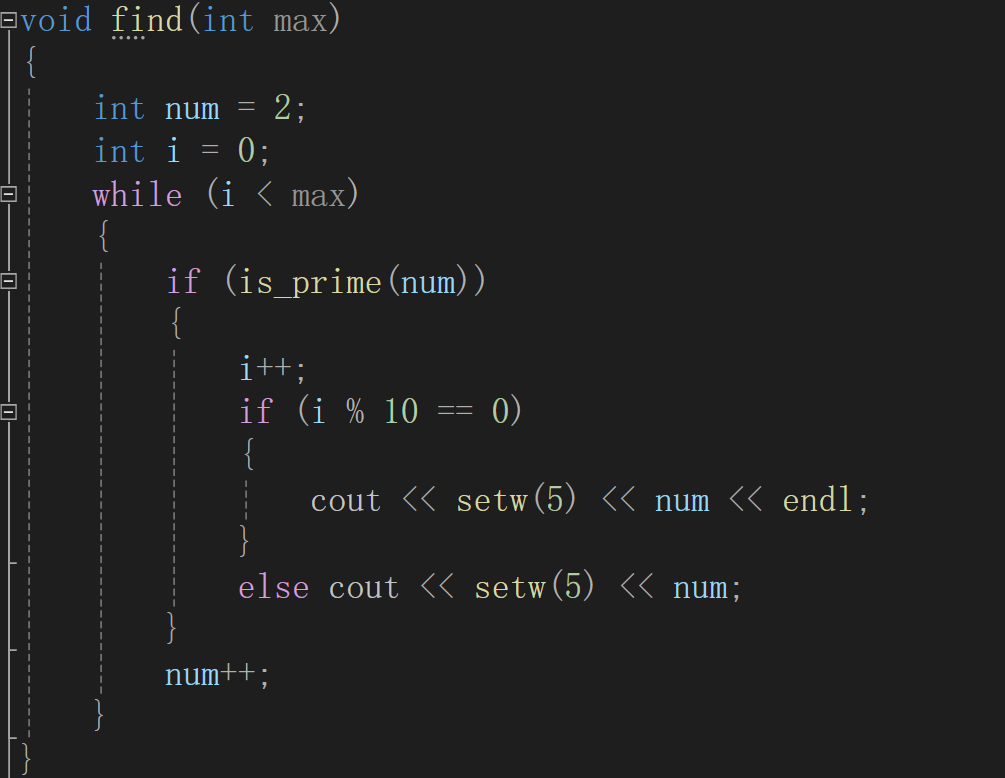 void find(int max)
{
    int num = 2;
    int i = 0;
    while (i < max)
    {
        if (is_prime(num))
        {
            i++;
            if (i % 10 == 0)
            {
                cout << setw(5) << num << endl;
            }
            else cout << setw(5) << num;
        }
        num++;
    }
}